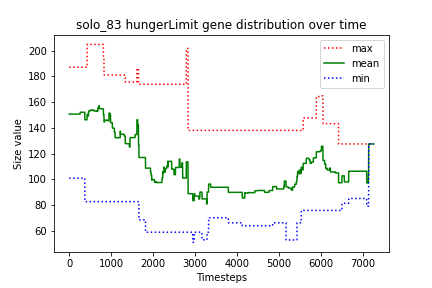 solo_83 hungerLimit gene distribution over time
max
mean
min
200
180
160
140
120
100
80
60
Size value
0
1000
2000
3000
4000
5000
6000
7000
Timesteps